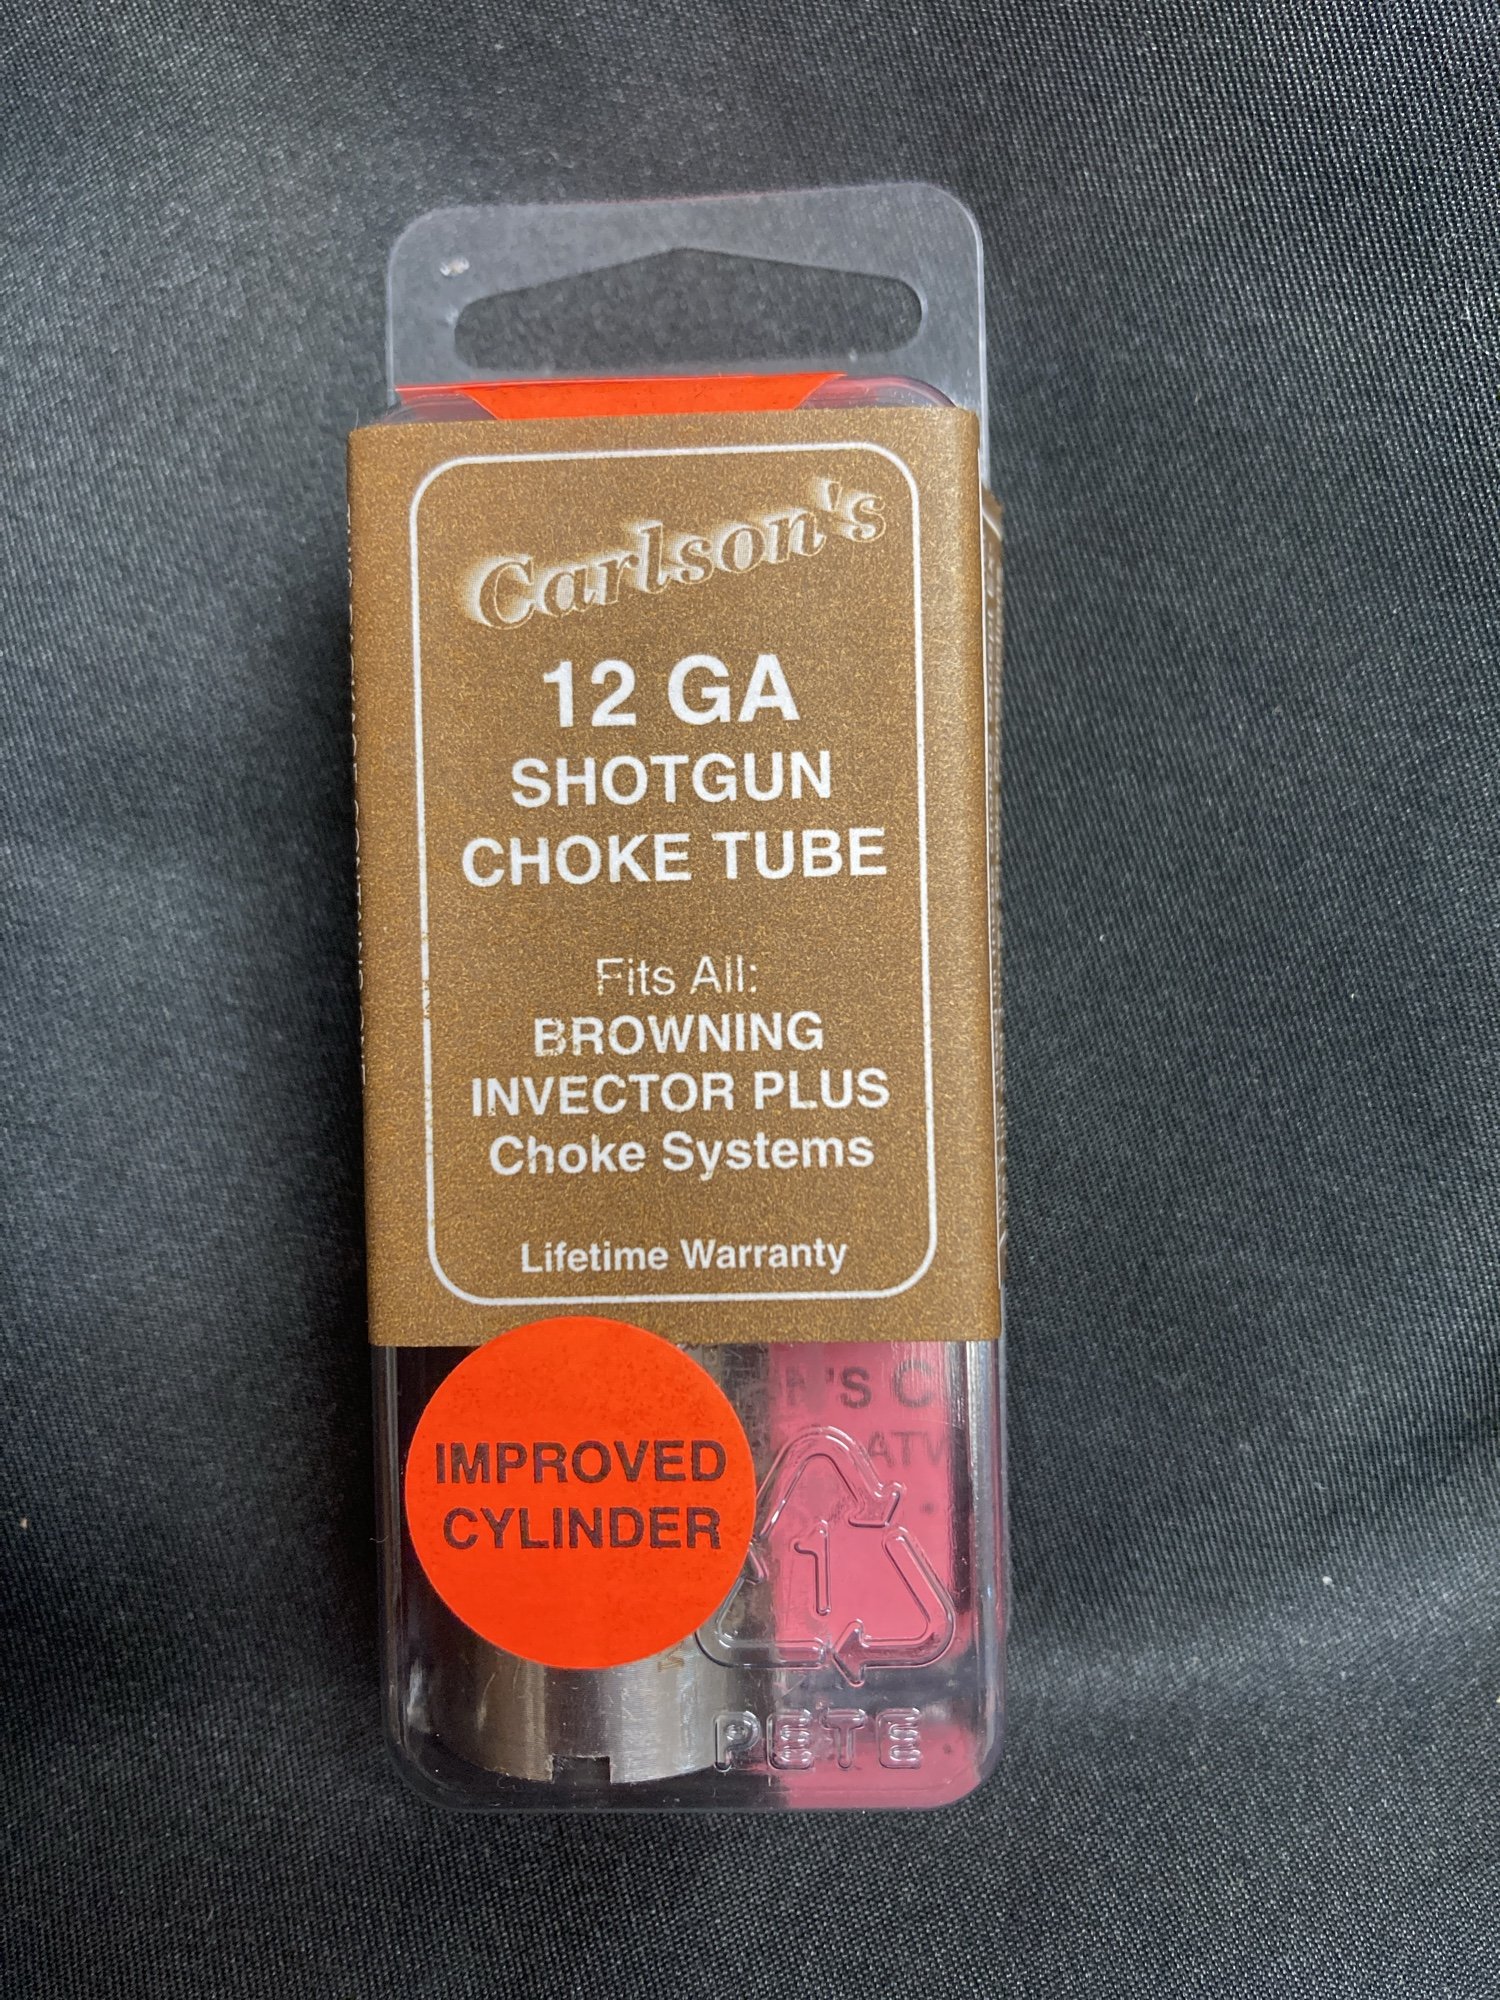 Carlson's
12 GA
SHOTGUN
CHOKE TUBE
Fits All:
BROWNING
INVECTOR PLUS
Choke Systems
Lifetime Warranty
IMPROVED
CYLINDER
'S C
ATV
1
PETE